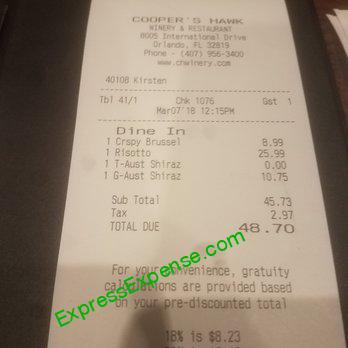 COOPER'S HAWK
WINERY & RESTAURANT
8005 International Drive
Orlando, FL 32819
Phone - (407) 956-3400
www.chwinery.com
40108 Kirsten
Tbl 41/1 Chk 1076 Gst 1
Mar07'18 12:15PM
Dine In
1 Crspy Brussel 8.99
1 Risotto 25.99
1 T-Aust Shiraz 0.00
1 G-Aust Shiraz 10.75
Sub Total 45.73
Tax 2.97
TOTAL DUE 48.70
For your convenience, gratuity
calculations are provided based
on your pre-discounted total
18% is $8.23
ExpressExpense.com